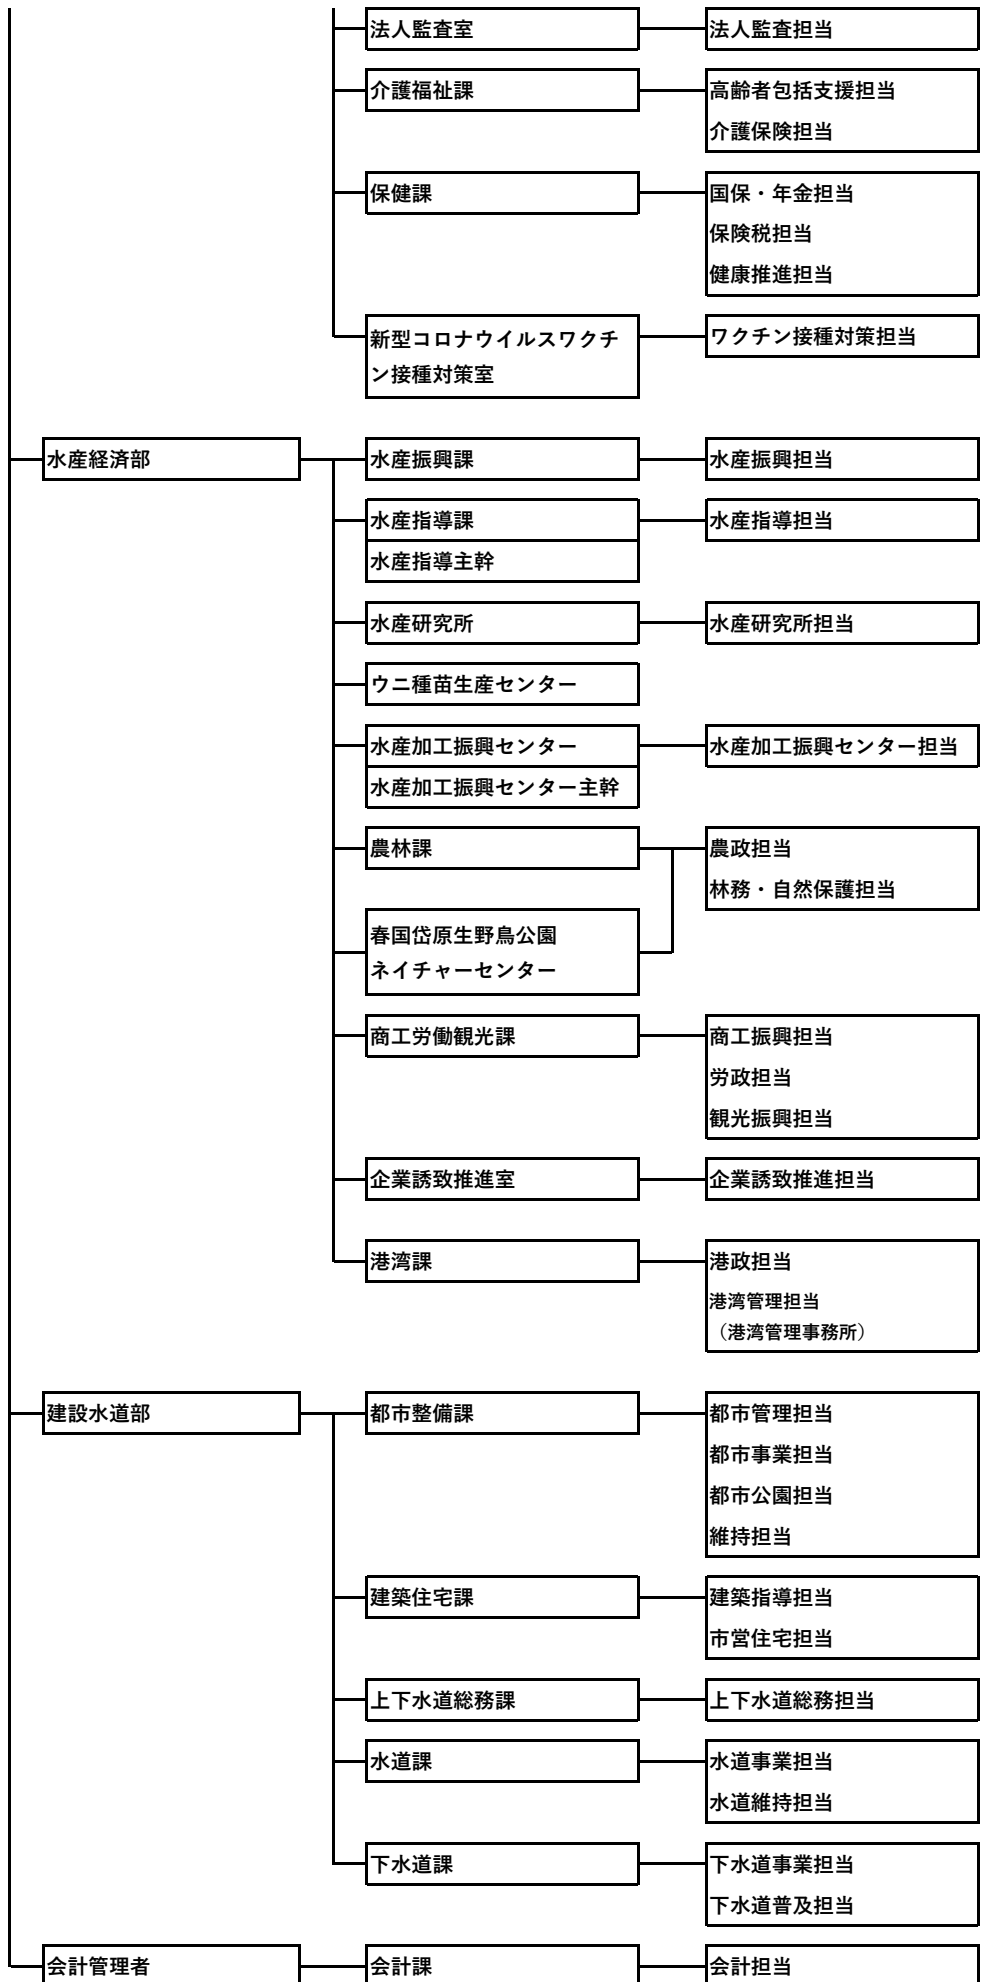 法人監査室
法人監査担当
介護福祉課
高齢者包括支援担当
介護保険担当
保健課
国保・年金担当
保険税担当
健康推進担当
新型コロナウイルスワクチ
ン接種対策室
ワクチン接種対策担当
水産経済部
水産振興課
水産振興担当
水産指導課
水産指導担当
水産指導主幹
水産研究所
水産研究所担当
ウニ種苗生産センター
水産加工振興センター
水産加工振興センター担当
水産加工振興センター主幹
農林課
農政担当
林務・自然保護担当
春国岱原生野鳥公園
ネイチャーセンター
商工労働観光課
商工振興担当
労政担当
観光振興担当
企業誘致推進室
企業誘致推進担当
港湾課
港政担当
港湾管理担当
（港湾管理事務所）
建設水道部
都市整備課
都市管理担当
都市事業担当
都市公園担当
維持担当
建築住宅課
建築指導担当
市営住宅担当
上下水道総務課
上下水道総務担当
水道課
水道事業担当
水道維持担当
下水道課
下水道事業担当
下水道普及担当
会計管理者
会計課
会計担当